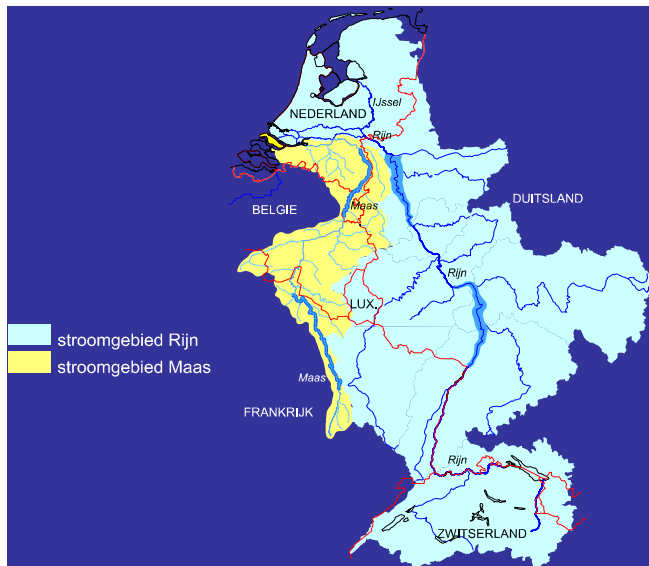 IJssel
NEDERLAND
Rijn
DUITSLAND
BELGIE
Maas
Rijn
LUX.
stroomgebied Rijn
stroomgebied Maas
Maas
FRANKRIJK
Rijn
ZWITSERLAND